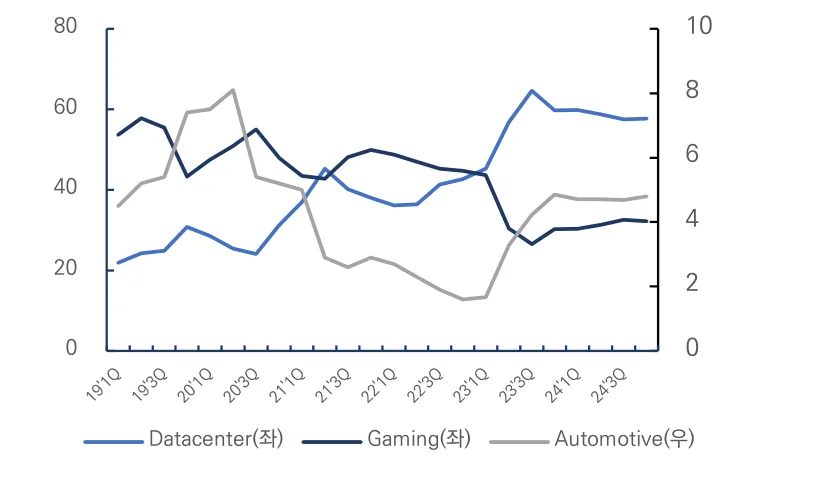 80
60
40
20
0
10
8
6
4
2
0
19'1Q
19'3Q
20'1Q
20'3Q
21'1Q
21'3Q
22'1Q
22'3Q
23'1Q
23'3Q
24'1Q
24'3Q
Datacenter(좌)
Gaming(좌)
Automotive(우)